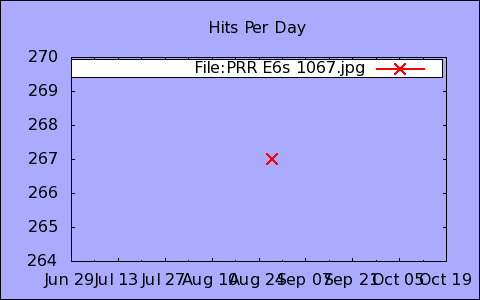 Hits Per Day
270
File:PRR E6s 1067.jpg
269
268
267
266
265
264
Jun 29 Jul 13 Jul 27 Aug 10 Aug 24 Sep 07 Sep 21 Oct 05 Oct 19